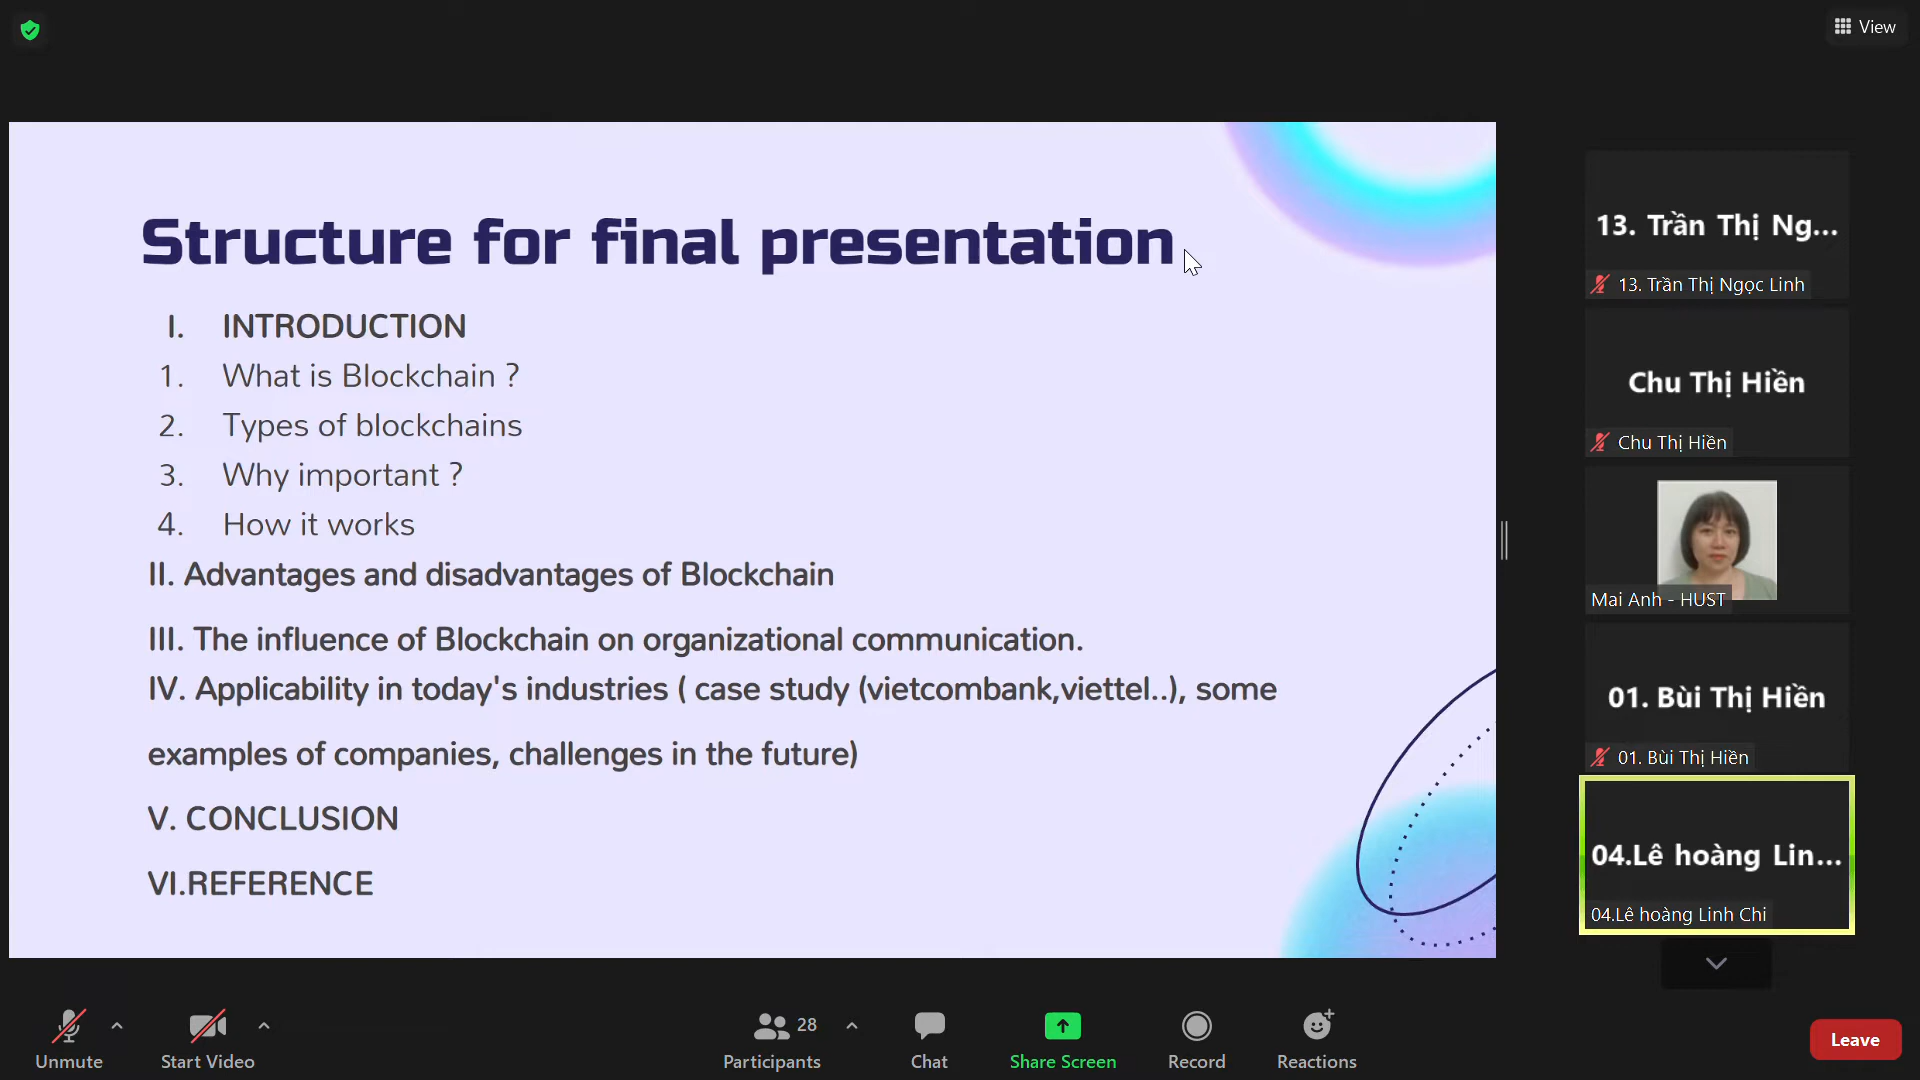 View
Structure for final presentation
I. INTRODUCTION
1. What is Blockchain ?
2. Types of blockchains
3. Why important ?
4. How it works
II. Advantages and disadvantages of Blockchain
III. The influence of Blockchain on organizational communication.
IV. Applicability in today's industries ( case study (vietcombank,viettel..), some
examples of companies, challenges in the future)
V. CONCLUSION
VI.REFERENCE
13. Trần Thị Ng...
13. Trần Thị Ngọc Linh
Chu Thị Hiền
Chu Thị Hiền
Mai Anh - HUST
01. Bùi Thị Hiền
01. Bùi Thị Hiền
04.Lê hoàng Lin...
04.Lê hoàng Linh Chi
Unmute
Start Video
28
Participants
Chat
Share Screen
Record
Reactions
Leave